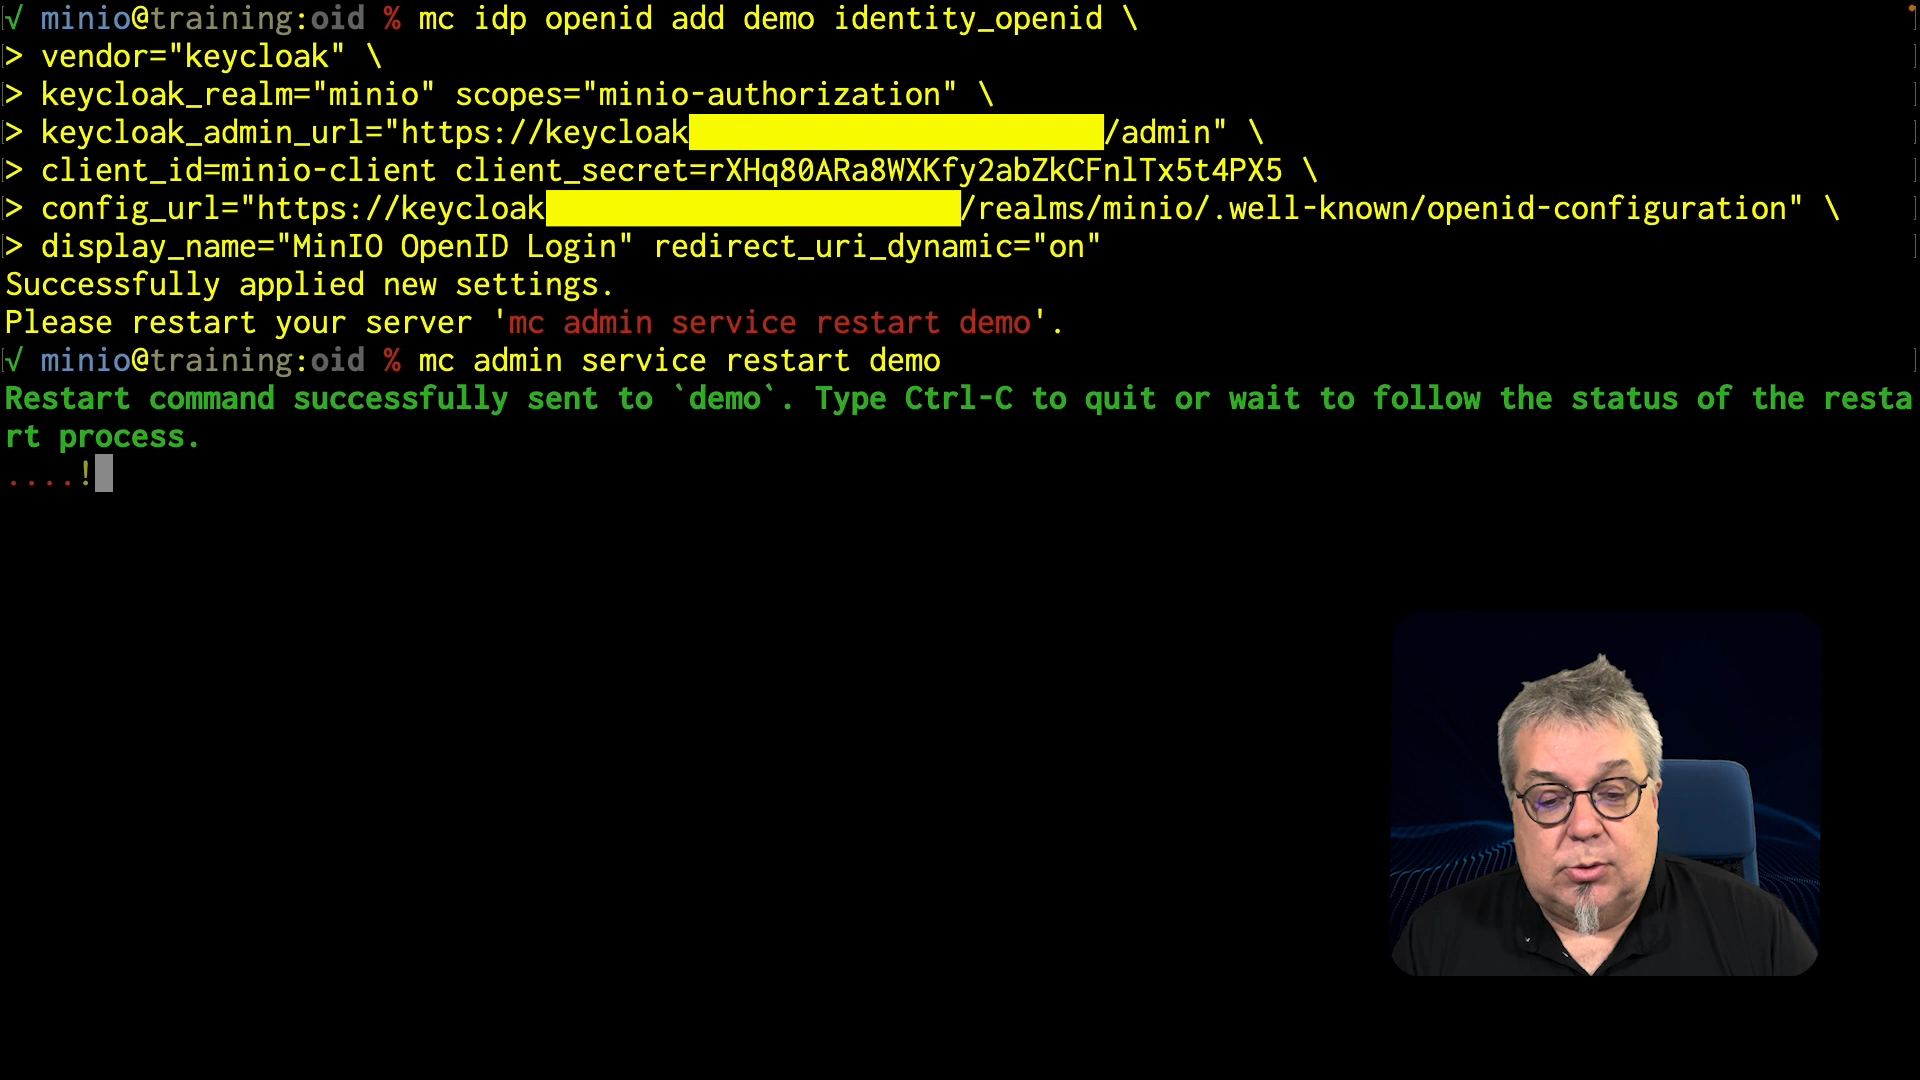 √ minio@training:oid % mc idp openid add demo identity_openid \
> vendor="keycloak" \
> keycloak_realm="minio" scopes="minio-authorization" \
> keycloak_admin_url="https://keycloak/admin" \
> client_id=minio-client client_secret=rXHq80ARa8WXKfy2abZkCFnlTx5t4PX5 \
> config_url="https://keycloak/realms/minio/.well-known/openid-configuration" \
> display_name="MinIO OpenID Login" redirect_uri_dynamic="on"
Successfully applied new settings.
Please restart your server 'mc admin service restart demo'.
√ minio@training:oid % mc admin service restart demo
Restart command successfully sent to `demo`. Type Ctrl-C to quit or wait to follow the status of the resta
rt process.
....!